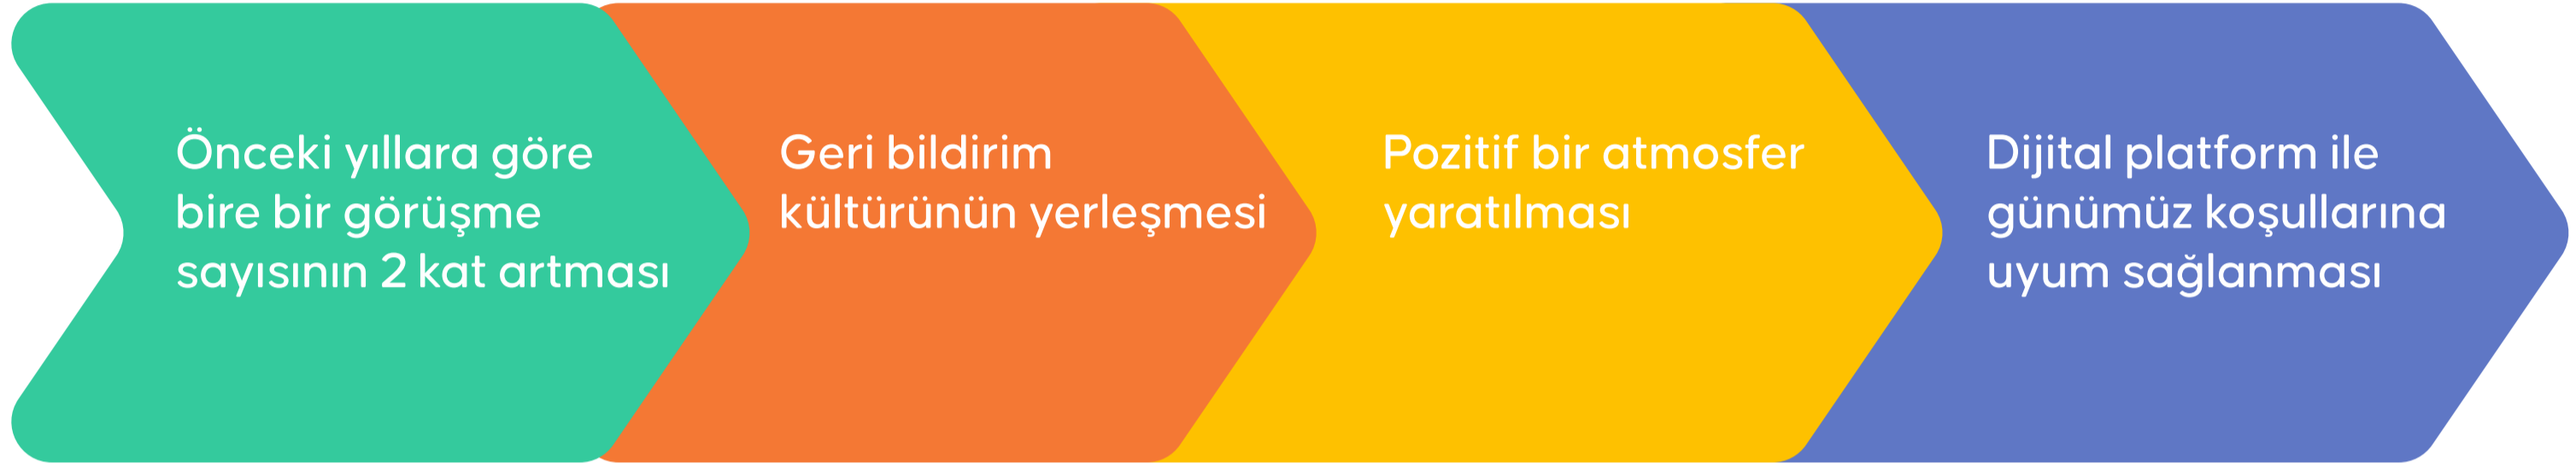 Önceki yıllara göre
bire bir görüşme
sayısının 2 kat artması
Geri bildirim
kültürünün yerleşmesi
Pozitif bir atmosfer
yaratılması
Dijital platform ile
günümüz koşullarına
uyum sağlanması